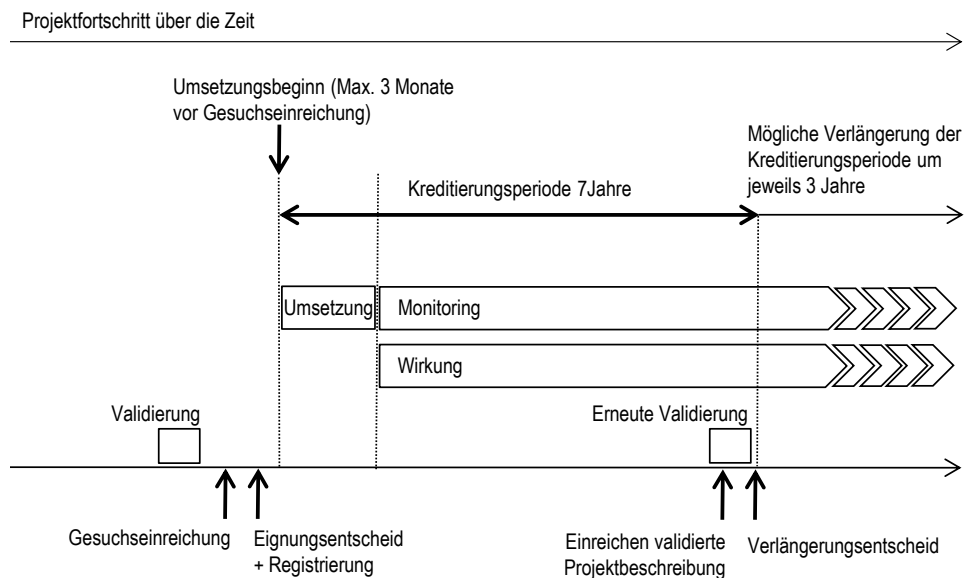 Projektfortschritt über die Zeit
Umsetzungsbeginn (Max. 3 Monate
vor Gesuchseinreichung)
Mögliche Verlängerung der
Kreditierungsperiode um
jeweils 3 Jahre
Kreditierungsperiode 7Jahre
Umsetzung
Monitoring
Wirkung
Validierung
Erneute Validierung
Gesuchseinreichung
Eignungsentscheid
+ Registrierung
Einreichen validierte
Projektbeschreibung
Verlängerungsentscheid